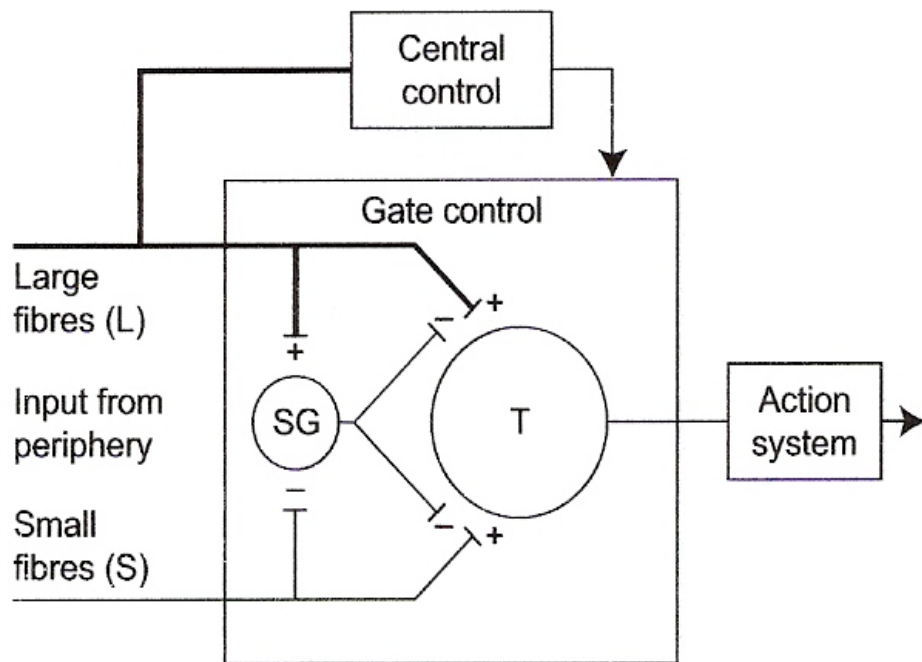 Central
control
Gate control
Large
fibres (L)
+
−
+
Input from
periphery
SG
T
Action
system
−
−
+
Small
fibres (S)